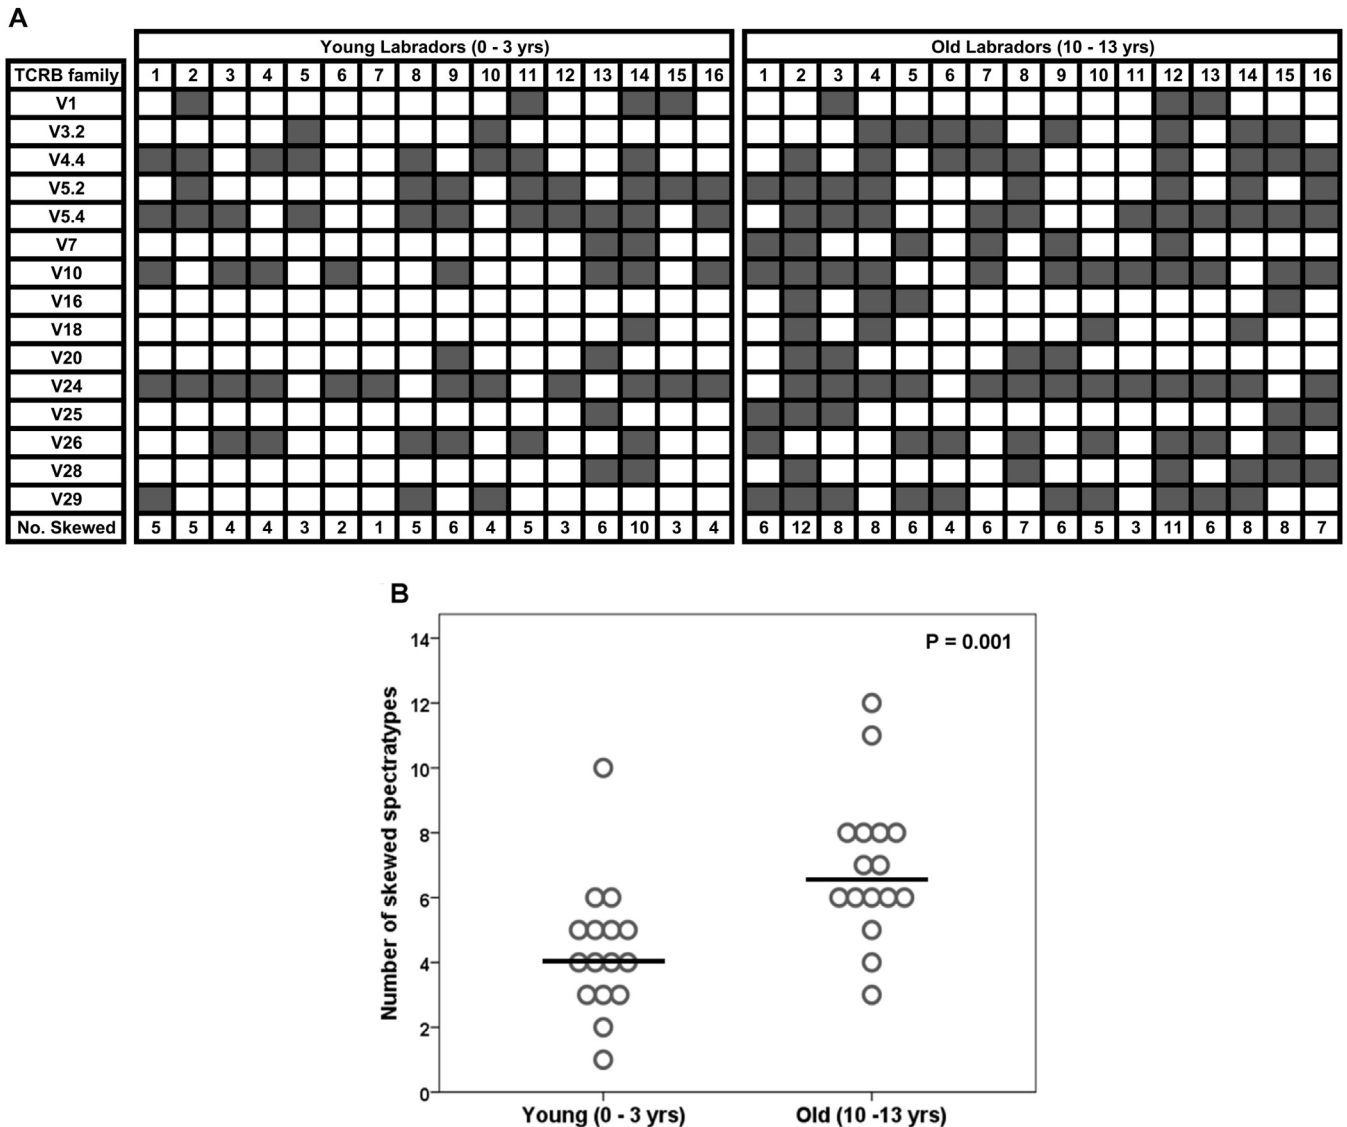 A
Young Labradors (0 - 3 yrs) Old Labradors (10 - 13 yrs)
TCRB family 1 2 3 4 5 6 7 8 9 10 11 12 13 14 15 16 1 2 3 4 5 6 7 8 9 10 11 12 13 14 15 16
V1
V3.2
V4.4
V5.2
V5.4
V7
V10
V16
V18
V20
V24
V25
V26
V28
V29
No. Skewed 5 5 4 4 3 2 1 5 6 4 5 3 6 10 3 4 6 12 8 8 6 4 6 7 6 5 3 11 6 8 8 7
B
P = 0.001
Number of skewed spectratypes
14
12
10
8
6
4
2
0
Young (0 - 3 yrs) Old (10 -13 yrs)